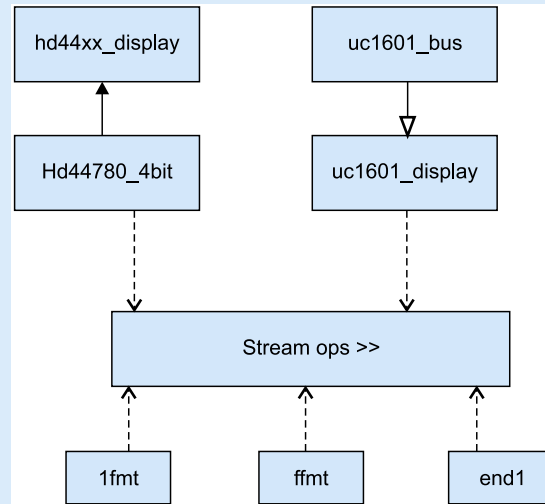 hd44xx_display
uc1601_bus
Hd44780_4bit
uc1601_display
Stream ops >>
1fmt
ffmt
end1